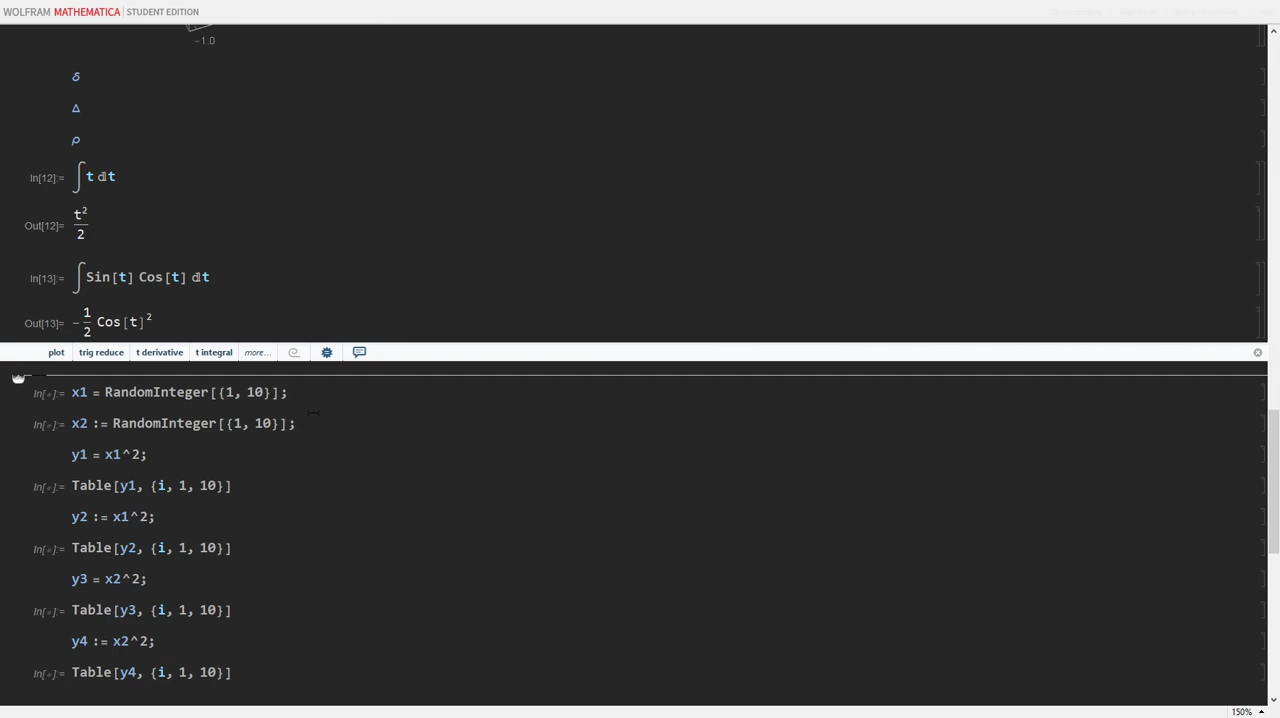 WOLFRAM MATHEMATICA | STUDENT EDITION
-1.0
δ
Δ
ρ
In[12]:= ∫t ⅆt
Out[12]= t²/2
In[13]:= ∫Sin[t] Cos[t] ⅆt
Out[13]= -1/2 Cos[t]²
plot trig reduce t derivative t integral more...
In[∘]:= x1 = RandomInteger[{1, 10}];
In[∘]:= x2 := RandomInteger[{1, 10}];
y1 = x1^2;
In[∘]:= Table[y1, {i, 1, 10}]
y2 := x1^2;
In[∘]:= Table[y2, {i, 1, 10}]
y3 = x2^2;
In[∘]:= Table[y3, {i, 1, 10}]
y4 := x2^2;
In[∘]:= Table[y4, {i, 1, 10}]
150%